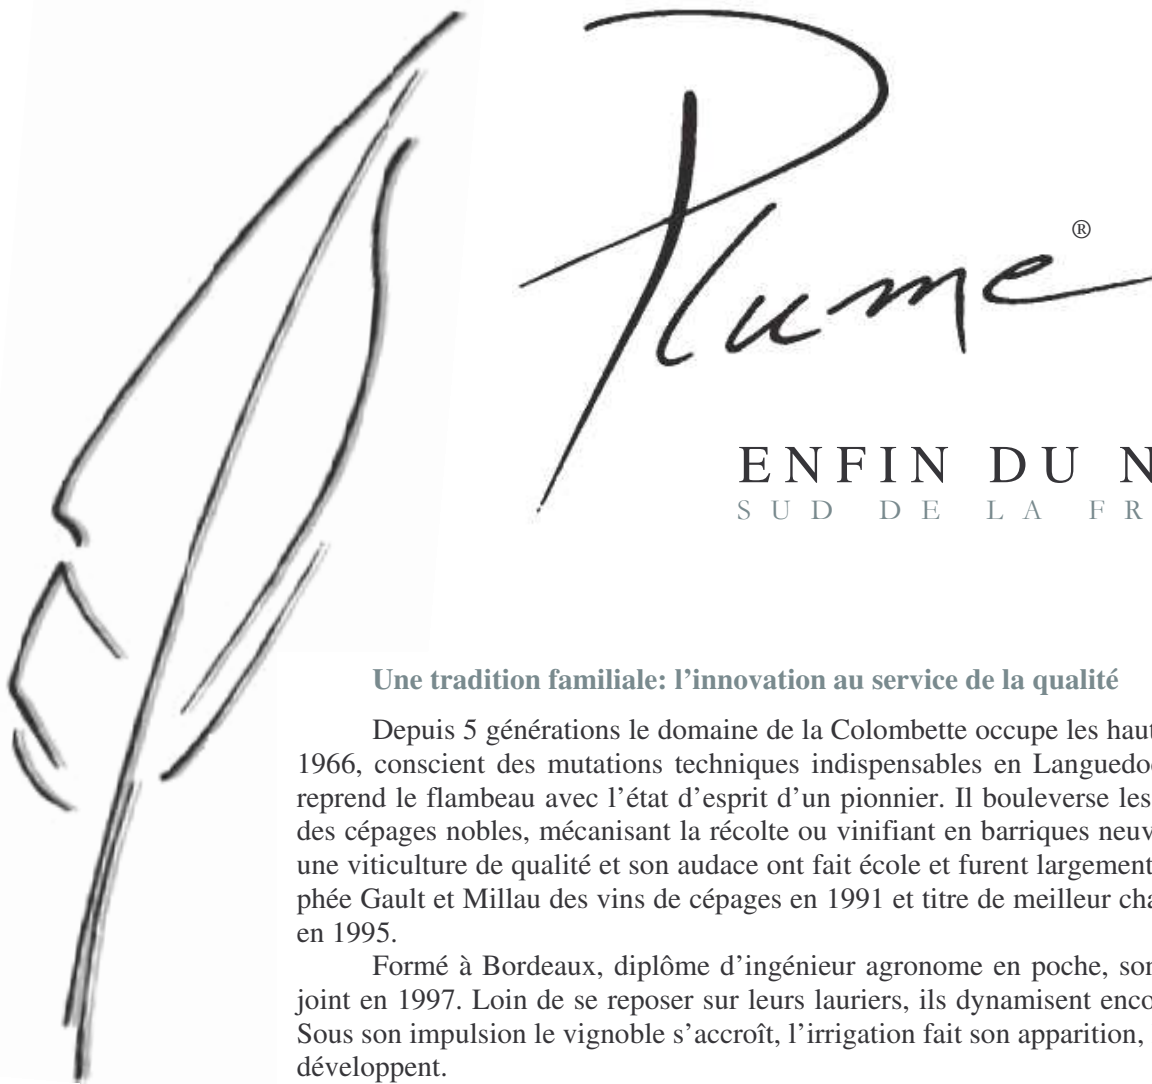 Plume®
ENFIN DU N
SUD DE LA FR
Une tradition familiale: l’innovation au service de la qualité
Depuis 5 générations le domaine de la Colombette occupe les haut
1966, conscient des mutations techniques indispensables en Languedo
reprend le flambeau avec l’état d’esprit d’un pionnier. Il bouleverse les
des cépages nobles, mécanisant la récolte ou vinifiant en barriques neuv
une viticulture de qualité et son audace ont fait école et furent largement
phée Gault et Millau des vins de cépages en 1991 et titre de meilleur cha
en 1995.
Formé à Bordeaux, diplôme d’ingénieur agronome en poche, son
joint en 1997. Loin de se reposer sur leurs lauriers, ils dynamisent enco
Sous son impulsion le vignoble s’accroît, l’irrigation fait son apparition,
développent.